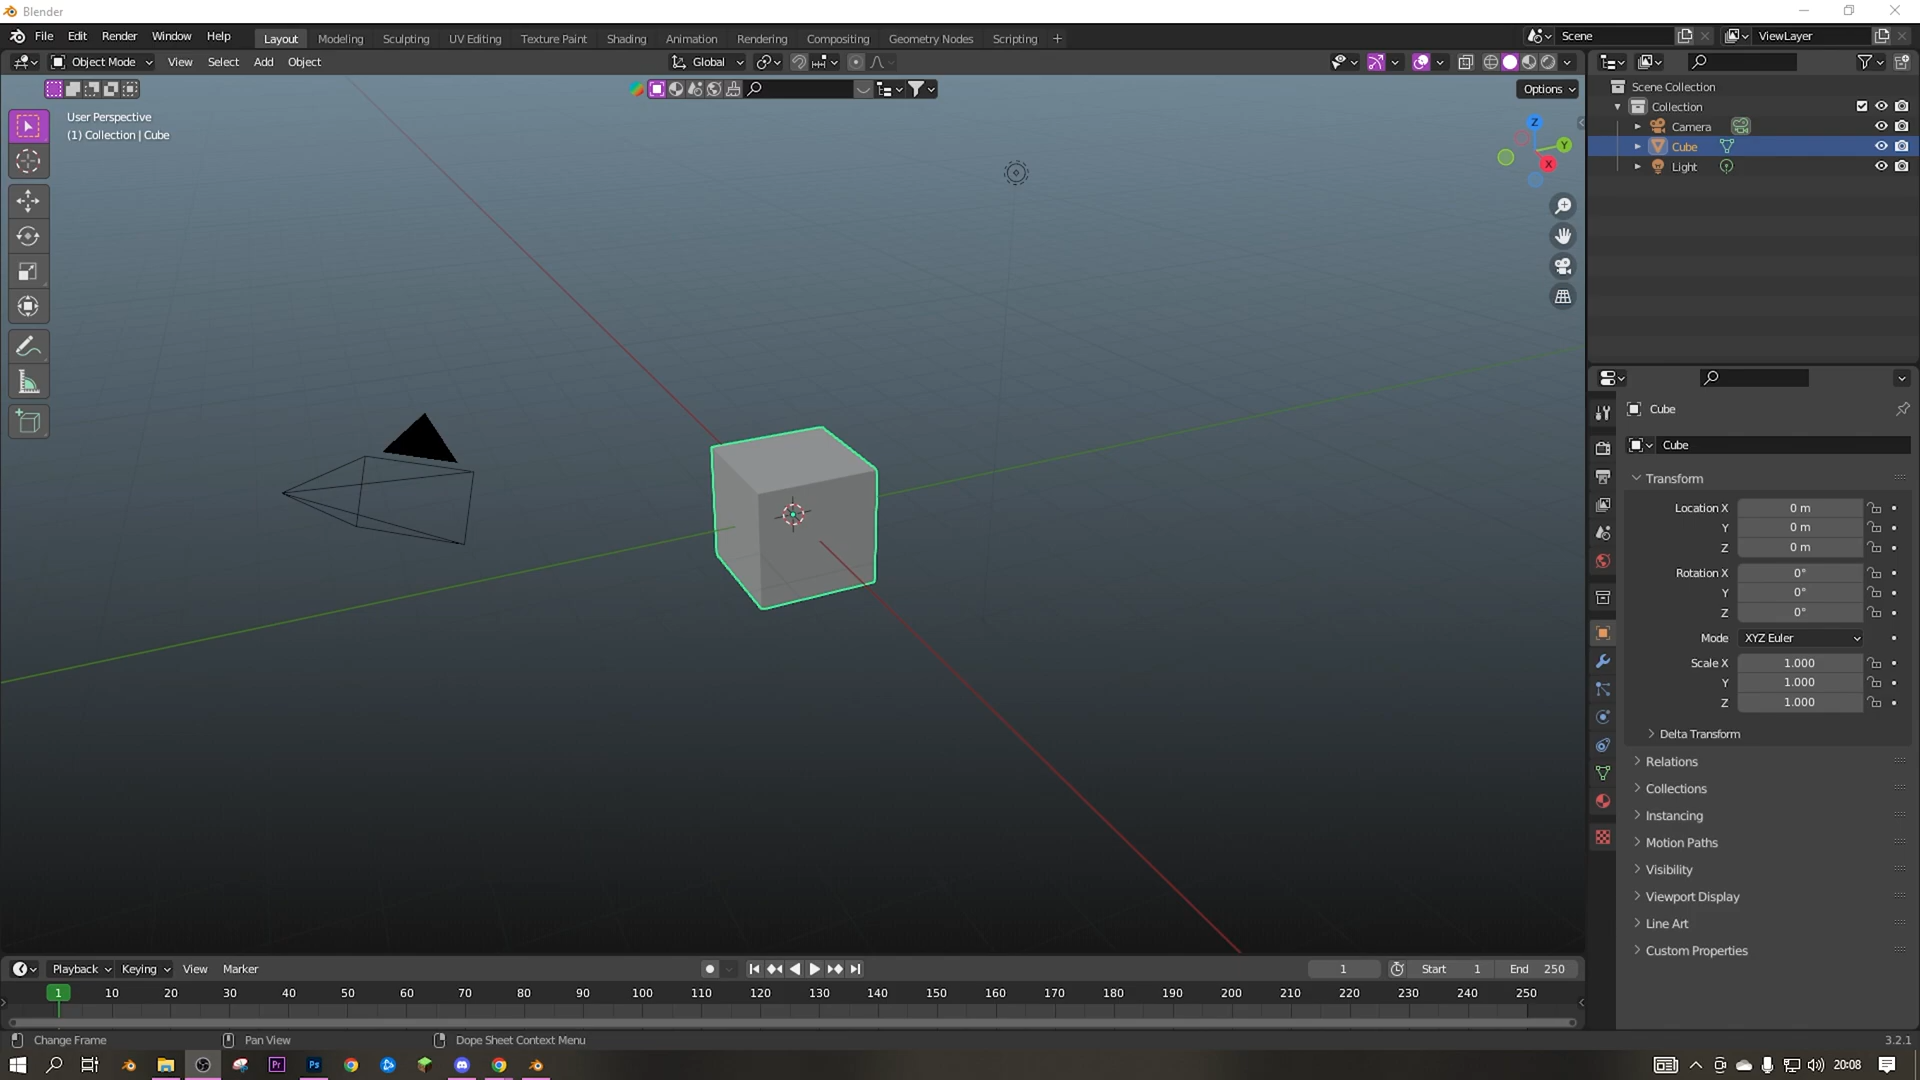 Blender
File Edit Render Window Help
Layout Modeling Sculpting UV Editing Texture Paint Shading Animation Rendering Compositing Geometry Nodes Scripting +
Scene
ViewLayer
Object Mode View Select Add Object
Global
Options
User Perspective
(1) Collection | Cube
Z
Y
X
Scene Collection
Collection
Camera
Cube
Light
Cube
Cube
Transform
Location X 0 m
Y 0 m
Z 0 m
Rotation X 0°
Y 0°
Z 0°
Mode XYZ Euler
Scale X 1.000
Y 1.000
Z 1.000
Delta Transform
Relations
Collections
Instancing
Motion Paths
Visibility
Viewport Display
Line Art
Custom Properties
Playback Keying View Marker
1 Start 1 End 250
1 10 20 30 40 50 60 70 80 90 100 110 120 130 140 150 160 170 180 190 200 210 220 230 240 250
Change Frame Pan View Dope Sheet Context Menu 3.2.1
Pr Ps 20:08